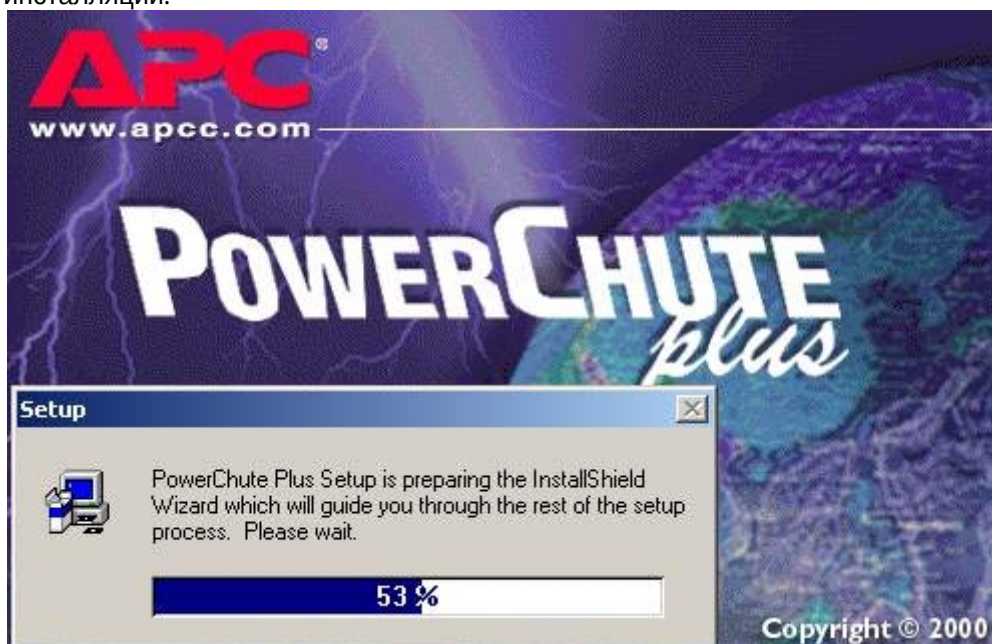 инсталляции.
APC®
www.apcc.com
POWERCHUTE
plus
Setup
PowerChute Plus Setup is preparing the InstallShield
Wizard which will guide you through the rest of the setup
process. Please wait.
53 %
Copyright © 2000